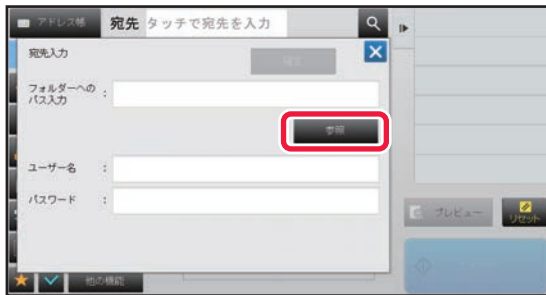 アドレス帳 宛先 タッチで宛先を入力
宛先入力
フォルダーへの
パス入力 :
参照
ユーザー名 :
パスワード :
プレビュー
リセット
他の機能